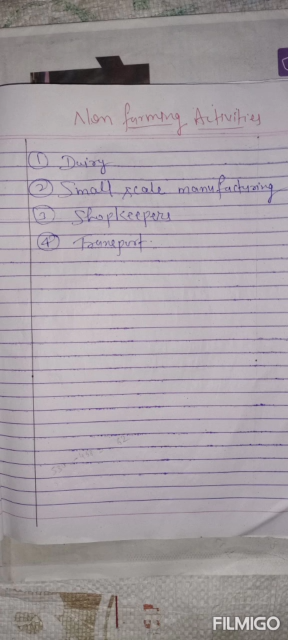 Non farming Activities
① Dairy
② Small scale manufacturing
③ Shopkeepers
④ Transport
FILMIGO